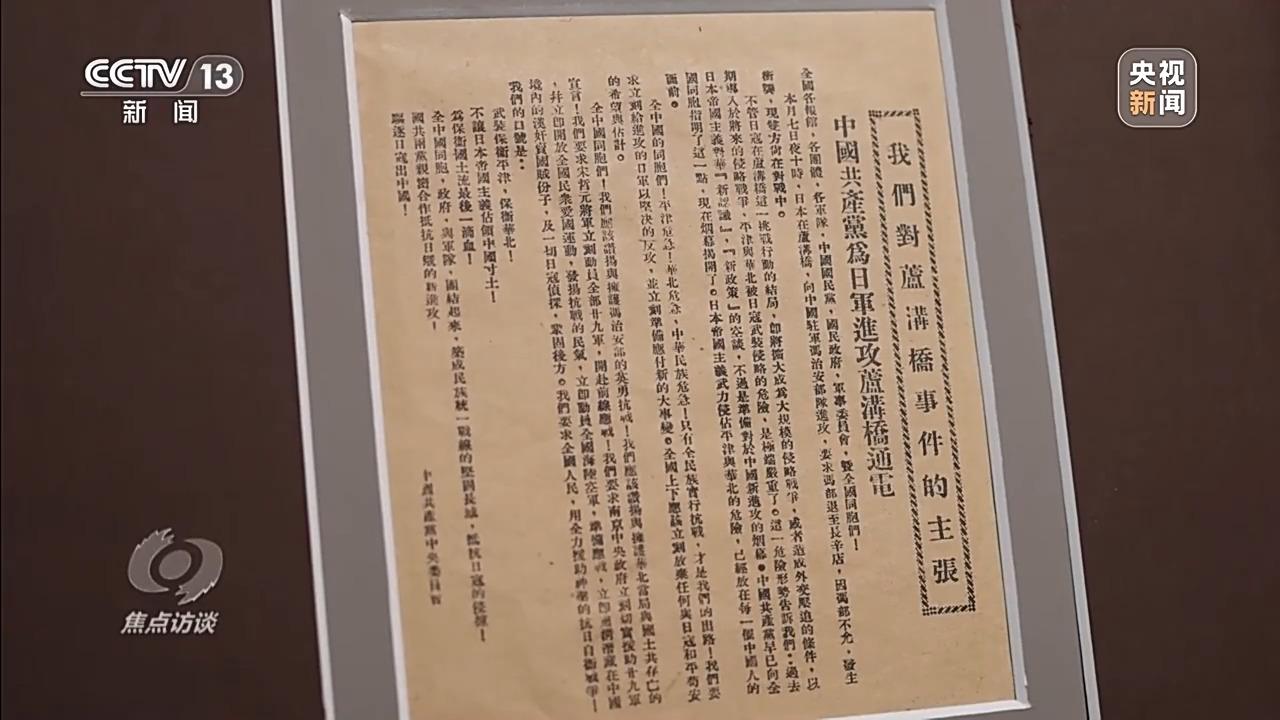 CCTV 13
新闻
央视
新闻
焦点访谈
我們對蘆溝橋事件的主張
中國共產黨爲日軍進攻蘆溝橋通電
全國各報館，各團體，各軍隊，中國國民黨，國民政府，軍事委員會，曁全國同胞們！
本月七日夜十時，日本在蘆溝橋，向中國駐軍馮治安部隊進攻，要求馮部退至長辛店，因馮部不允，發生
衝突，現雙方尙在對戰中。
不管日寇在蘆溝橋這一挑戰行動的結局，卽將擴大成爲大規模的侵略戰爭，或者造成外交壓迫的條件，以
期導入於將來的侵略戰爭，平津與華北被日寇武裝侵略的危險，是極端嚴重了。這一危險形勢告訴我們：過去
日本帝國主義對華『新認識』，『新政策』的空談，不過是準備對於中國新進攻的烟幕。中國共產黨早已向全
國同胞指明了這一點，現在烟幕揭開了。日本帝國主義武力侵佔平津與華北的危險，已經放在每一個中國人的
面前。
全中國的同胞們！平津危急！華北危急！中華民族危急！只有全民族實行抗戰，才是我們的出路！我們要
求立刻給進攻的日軍以堅決的反攻，並立刻準備應付新的大事變。全國上下應該立刻放棄任何與日寇和平苟安
的希望與估計。
全中國同胞們！我們應該讚揚與擁護馮治安部的英勇抗戰！我們應該讚揚與擁護華北當局與國土共存亡的
宣言！我們要求宋哲元將軍立刻動員全部廿九軍，開赴前線應戰！我們要求南京中央政府立刻切實援助廿九軍
，並立卽開放全國民衆愛國運動，發揚抗戰的民氣，立卽動員全國海陸空軍，準備應戰，立卽肅淸潛藏在中國
境內的漢奸賣國賊份子，及一切日寇偵探，鞏固後方。我們要求全國人民，用全力援助神聖的抗日自衞戰爭！
我們的口號是：
武裝保衞平津，保衞華北！
不讓日本帝國主義佔領中國寸土！
爲保衞國土流最後一滴血！
全中國同胞，政府，與軍隊，團結起來，築成民族統一戰線的堅固長城，抵抗日寇的侵掠！
國共兩黨親密合作抵抗日寇的新進攻！
驅逐日寇出中國！
中國共產黨中央委員會